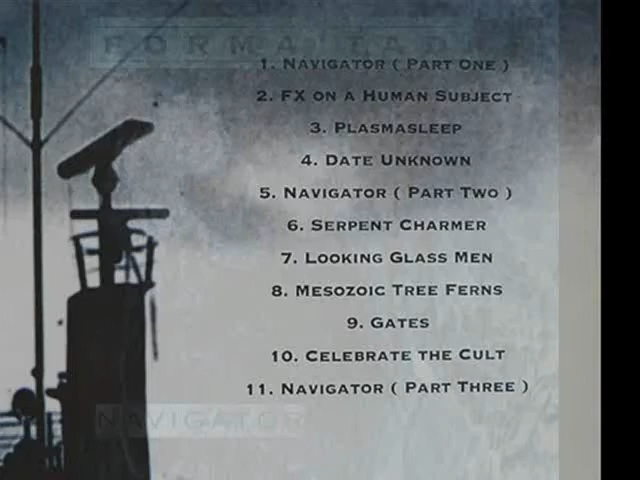 1. Navigator ( Part One )
2. FX on a Human Subject
3. Plasmasleep
4. Date Unknown
5. Navigator ( Part Two )
6. Serpent Charmer
7. Looking Glass Men
8. Mesozoic Tree Ferns
9. Gates
10. Celebrate the Cult
11. Navigator ( Part Three )
NAVIGATOR